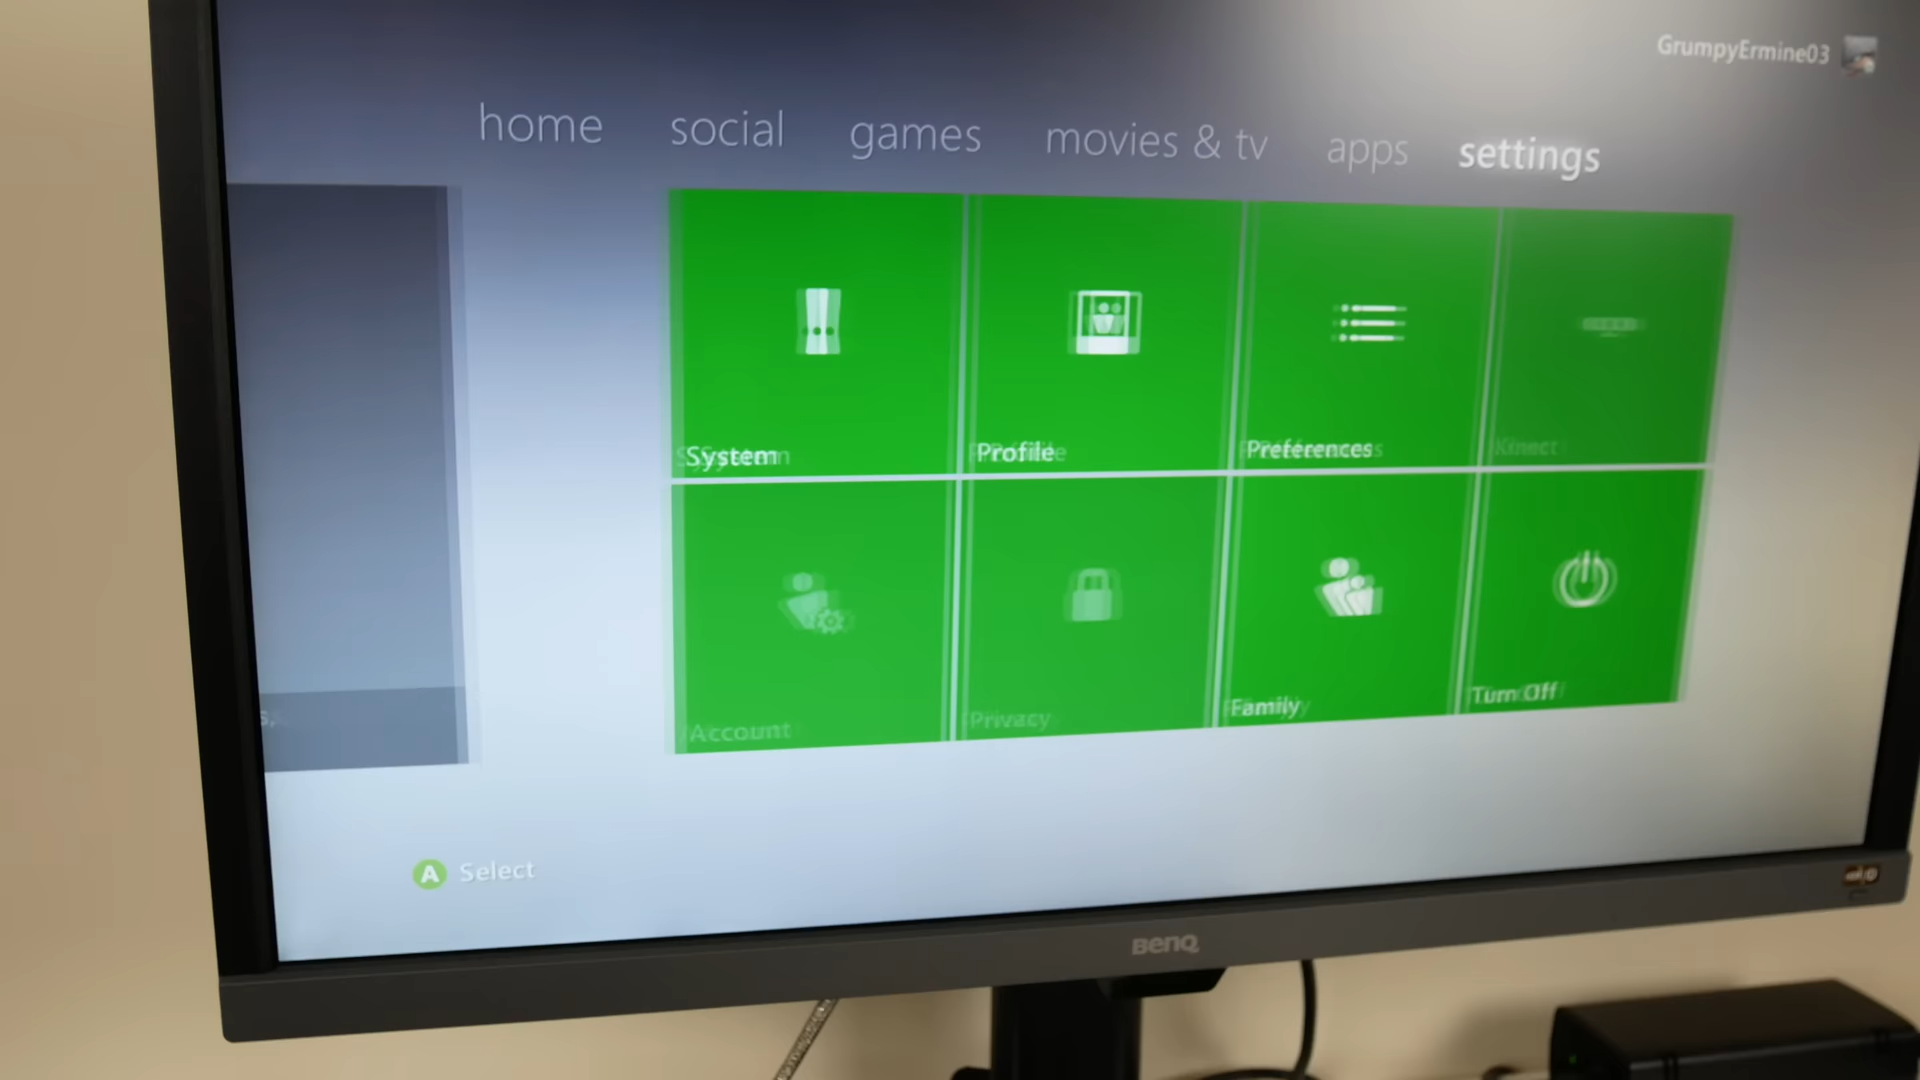 GrumpyErmine03
home social games movies & tv apps settings
System Profile Preferences Kinect
Account Privacy Family Turn Off
s,
A Select
BenQ